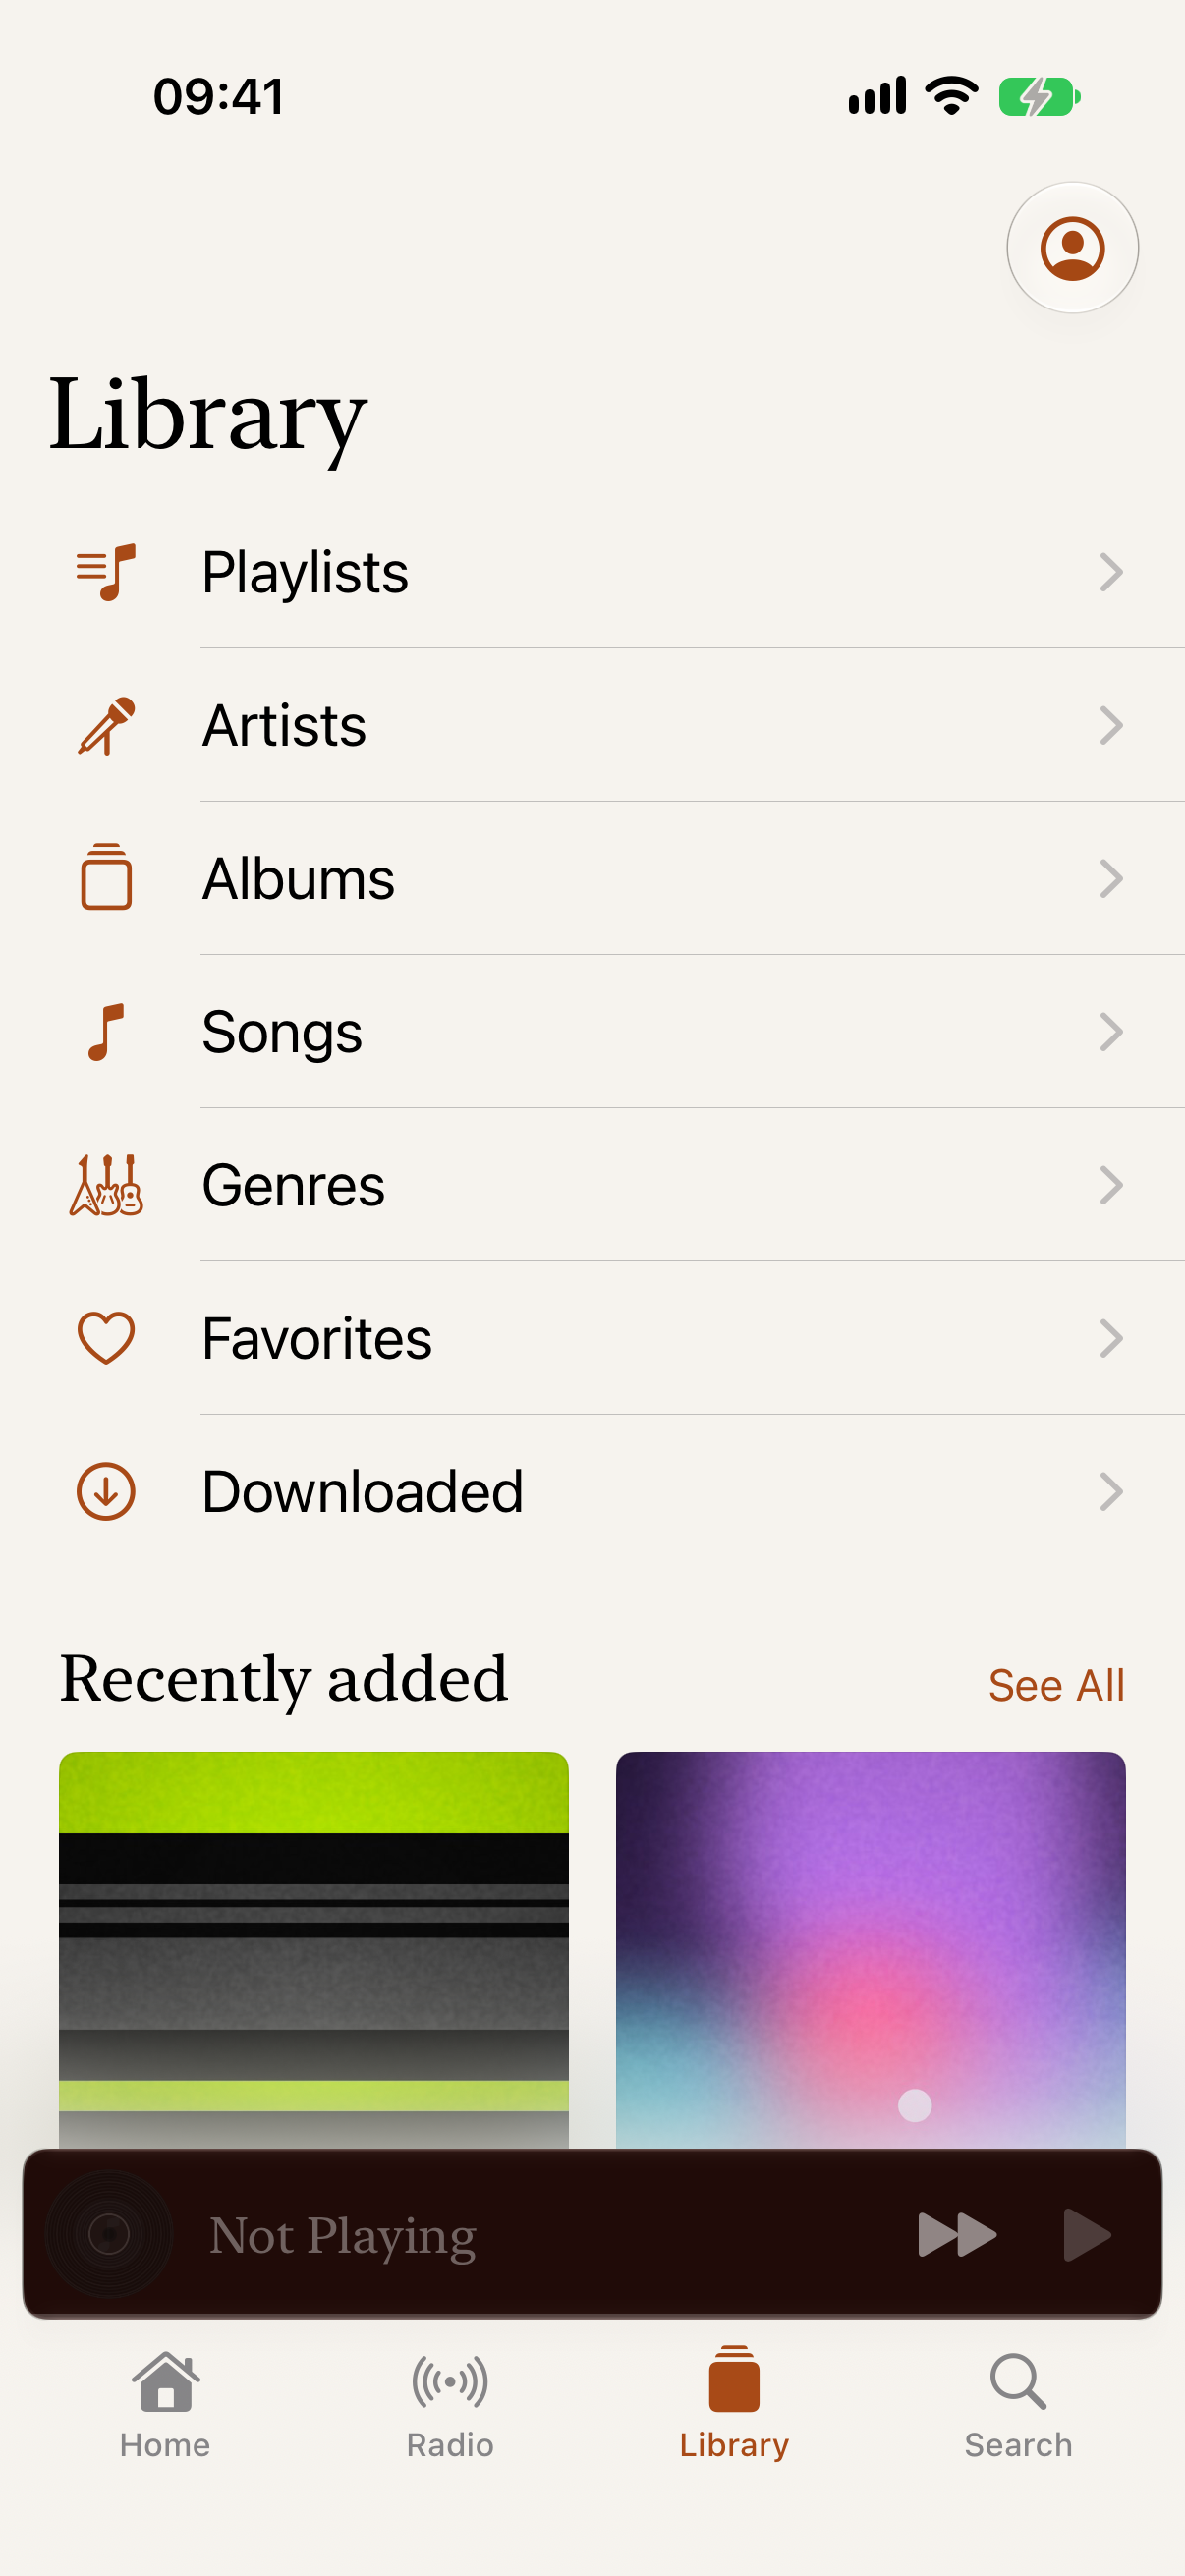 09:41
Library
Playlists
Artists
Albums
Songs
Genres
Favorites
Downloaded
Recently added
See All
Not Playing
Home
Radio
Library
Search